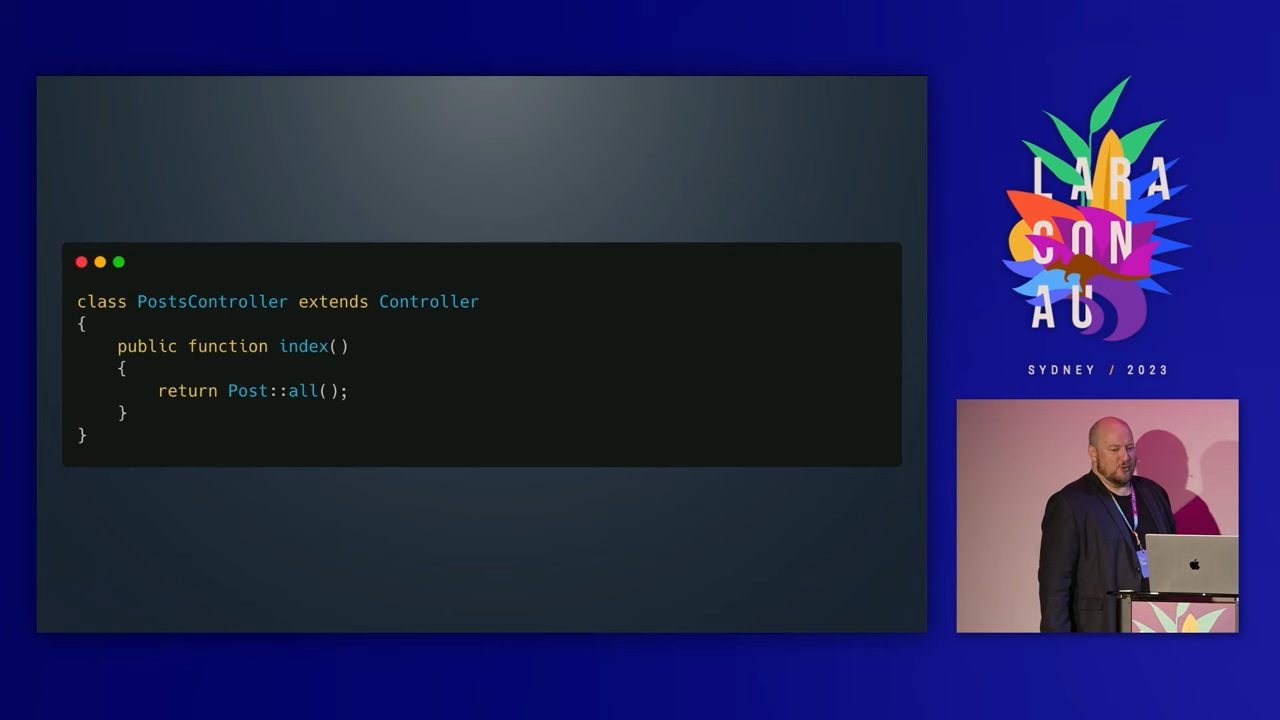 class PostsController extends Controller
{
    public function index()
    {
        return Post::all();
    }
}
LARA
CON
AU
SYDNEY / 2023